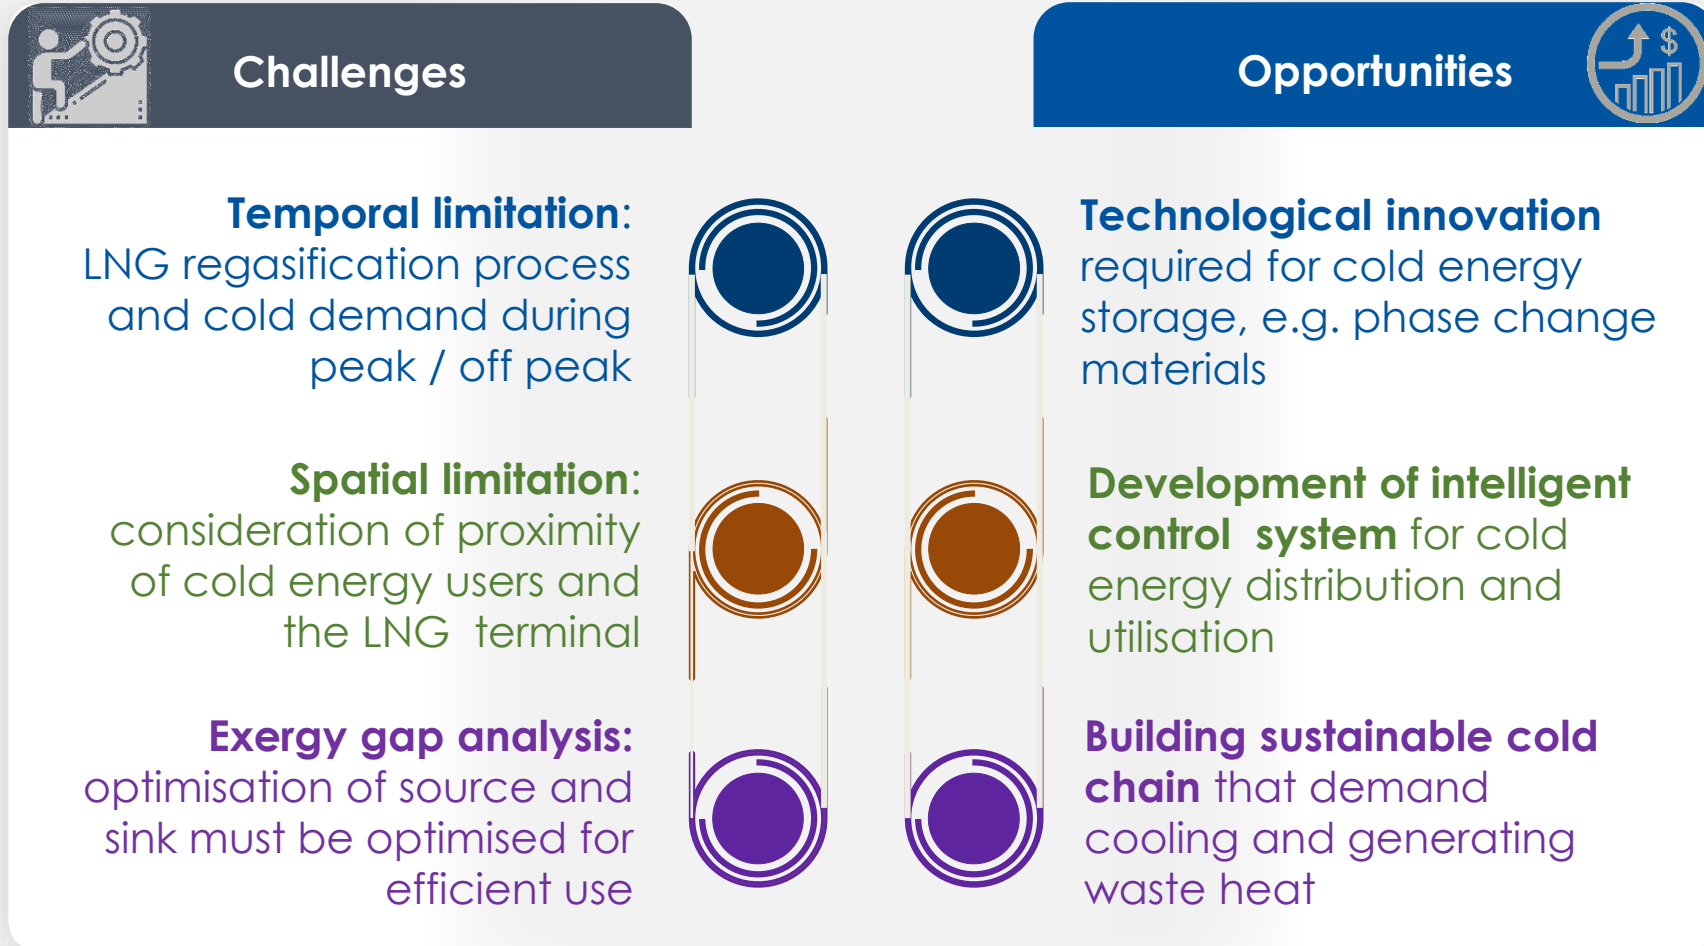 Challenges
Temporal limitation:
LNG regasification process
and cold demand during
peak / off peak
Spatial limitation:
consideration of proximity
of cold energy users and
the LNG  terminal
Exergy gap analysis:
optimisation of source and
sink must be optimised for
efficient use
Opportunities
$
Technological innovation
required for cold energy
storage, e.g. phase change
materials
Development of intelligent
control  system for cold
energy distribution and
utilisation
Building sustainable cold
chain that demand
cooling and generating
waste heat